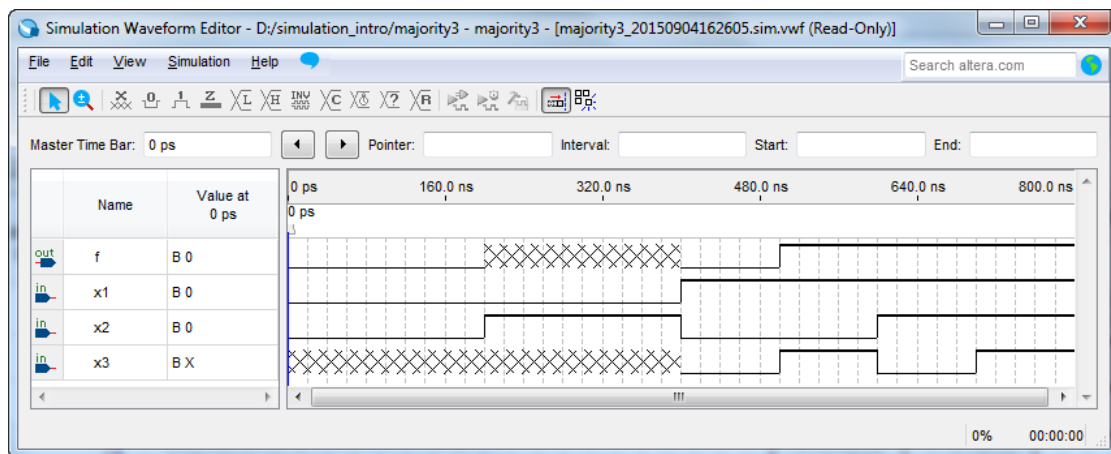 Simulation Waveform Editor - D:/simulation_intro/majority3 - majority3 - [majority3_20150904162605.sim.vwf (Read-Only)]
File Edit View Simulation Help Search altera.com
Master Time Bar: 0 ps Pointer: Interval: Start: End:
Name Value at 0 ps
0 ps 160.0 ns 320.0 ns 480.0 ns 640.0 ns 800.0 ns
0 ps
out f B 0
in x1 B 0
in x2 B 0
in x3 B X
0% 00:00:00